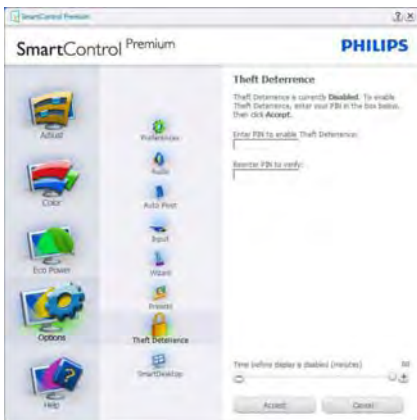 SmartControl Premium
SmartControl Premium
PHILIPS
Adjust
Color
Eco Power
Options
Help
Preferences
Audio
Auto Pivot
Input
Wizard
Presets
Theft Deterrence
SmartDesktop
Theft Deterrence
Theft Deterrence is currently Disabled. To enable
Theft Deterrence, enter your PIN in the box below,
then click Accept.
Enter PIN to enable Theft Deterrence:
Reenter PIN to verify:
Time before display is disabled (minutes)
Accept
Cancel